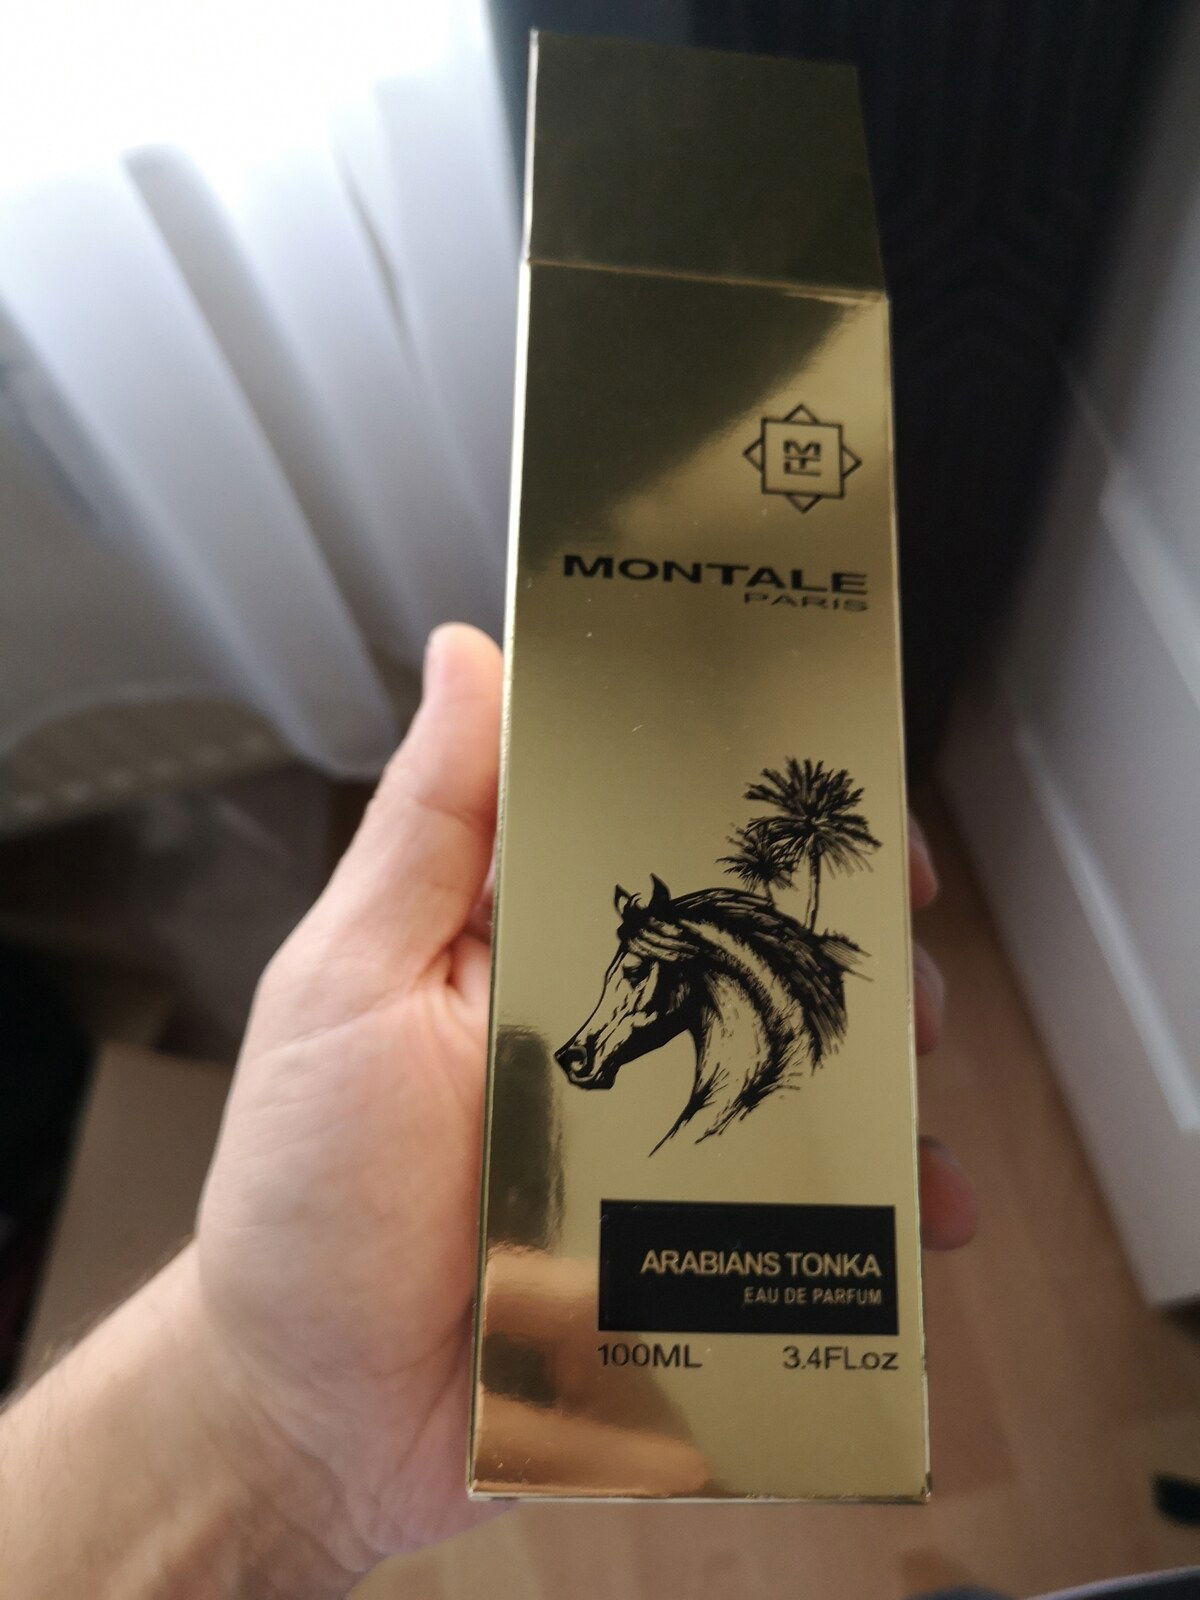 MONTALE
PARIS
ARABIANS TONKA
EAU DE PARFUM
100ML 3.4FLoz